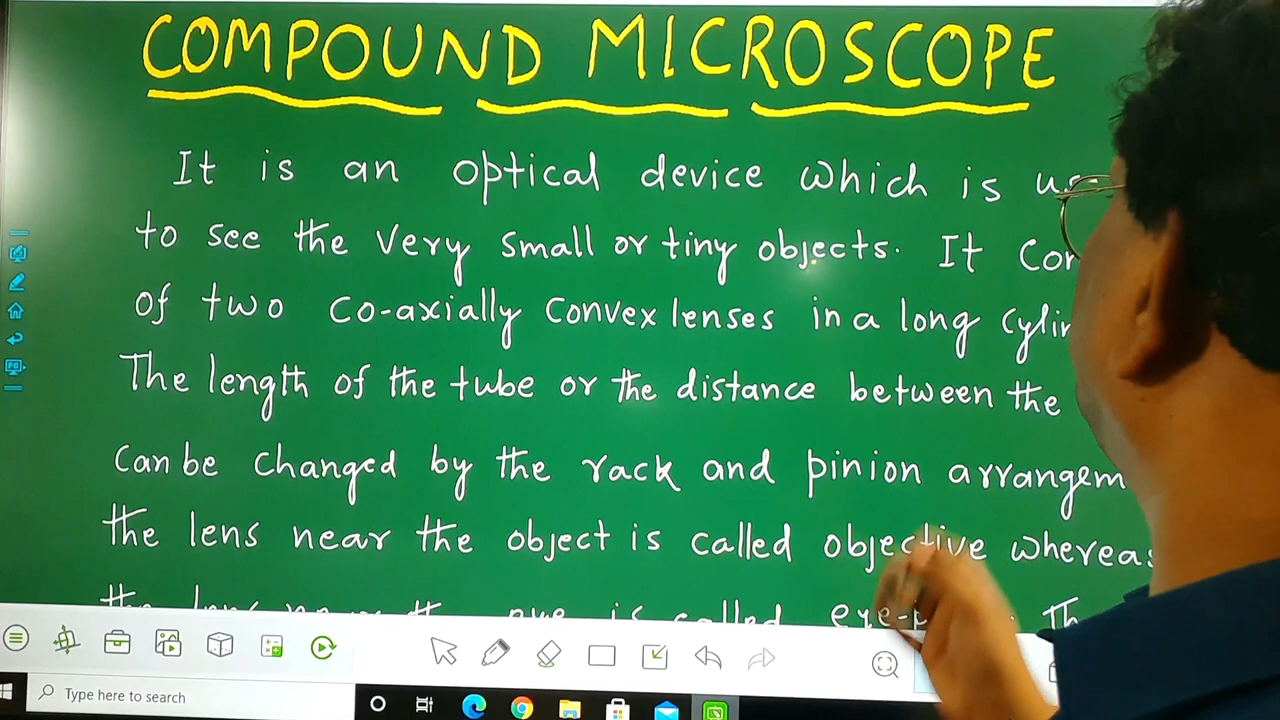 COMPOUND MICROSCOPE
It is an optical device which is
to see the very small or tiny objects. It
of two co-axially convex lenses in a long
The length of the tube or the distance between the
can be changed by the rack and pinion
the lens near the object is called objective whereas
is called
Type here to search